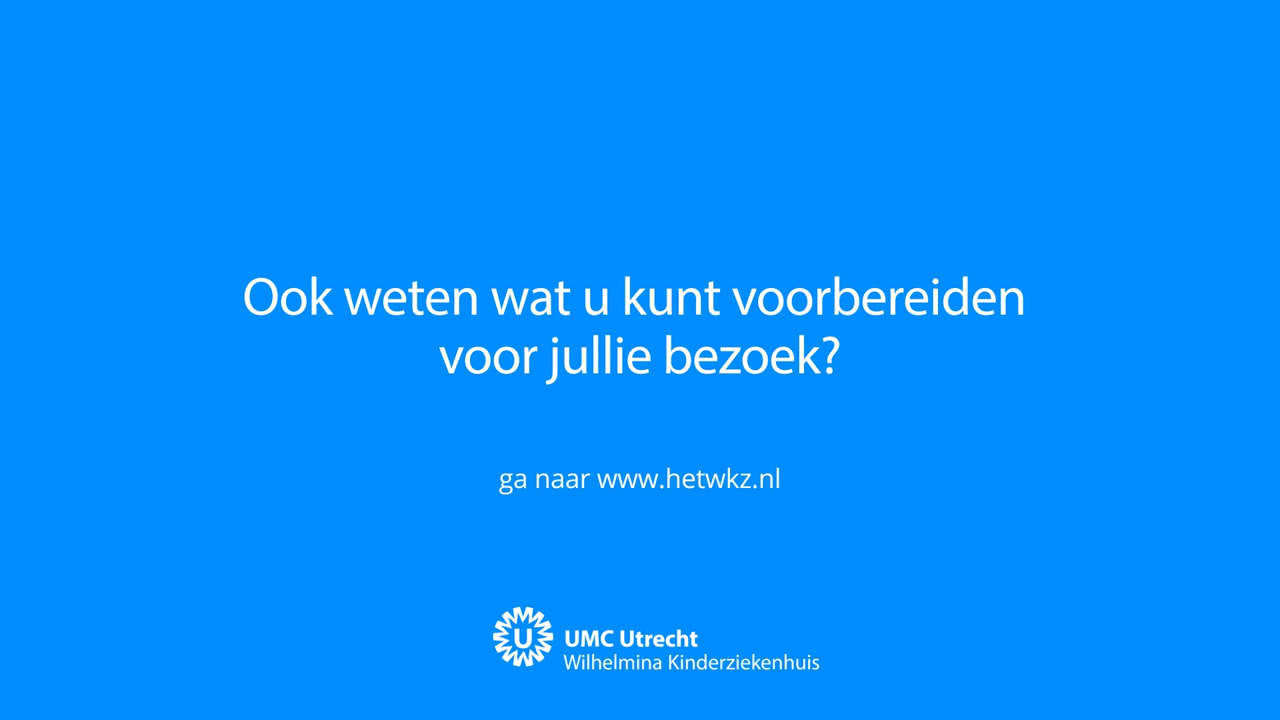 Ook weten wat u kunt voorbereiden
voor jullie bezoek?
ga naar www.hetwkz.nl
U
UMC Utrecht
Wilhelmina Kinderziekenhuis